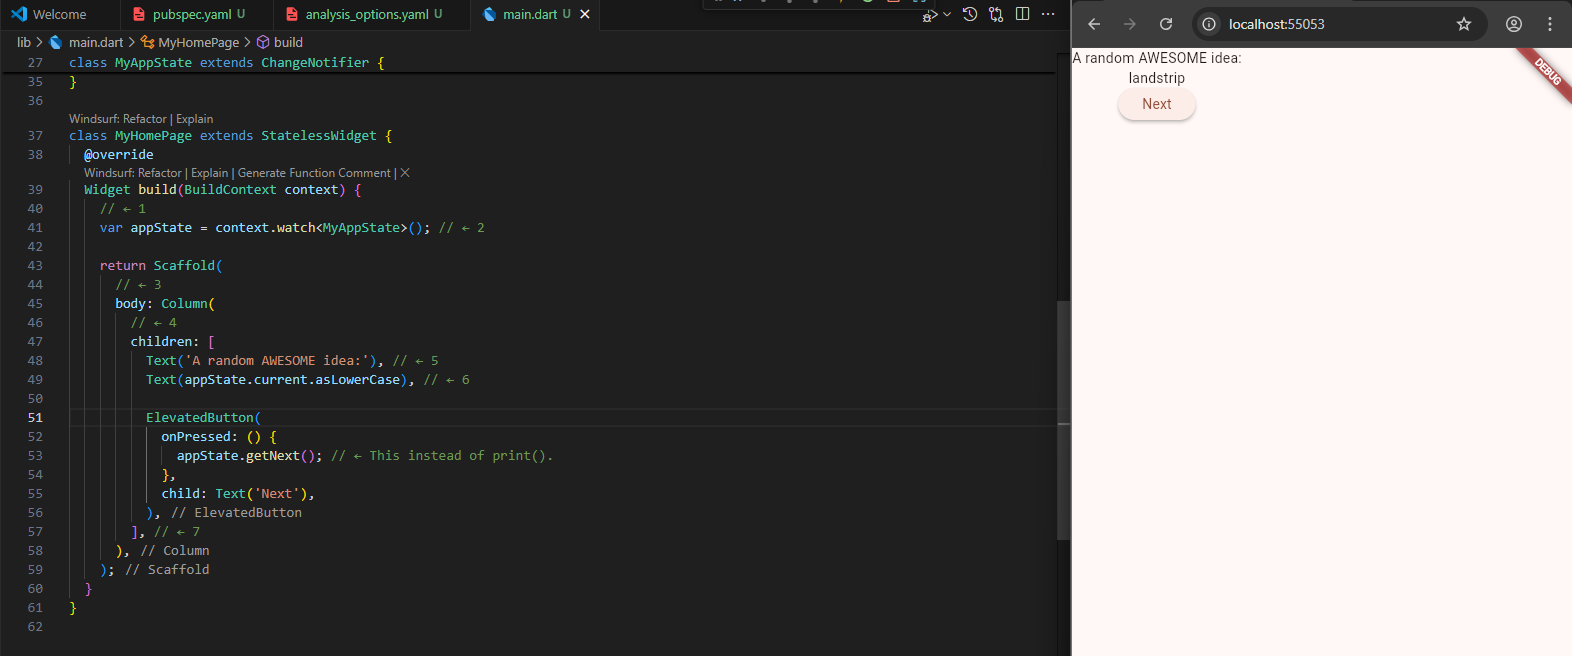 Welcome
pubspec.yaml U
analysis_options.yaml U
main.dart U
lib > main.dart > MyHomePage > build
27 class MyAppState extends ChangeNotifier {
35 }
36
Windsurf: Refactor | Explain
37 class MyHomePage extends StatelessWidget {
38 @override
Windsurf: Refactor | Explain | Generate Function Comment | ✕
39 Widget build(BuildContext context) {
40 // ← 1
41 var appState = context.watch<MyAppState>(); // ← 2
42
43 return Scaffold(
44 // ← 3
45 body: Column(
46 // ← 4
47 children: [
48 Text('A random AWESOME idea:'), // ← 5
49 Text(appState.current.asLowerCase), // ← 6
50
51 ElevatedButton(
52 onPressed: () {
53 appState.getNext(); // ← This instead of print().
54 },
55 child: Text('Next'),
56 ), // ElevatedButton
57 ], // ← 7
58 ), // Column
59 ); // Scaffold
60 }
61 }
62
localhost:55053
A random AWESOME idea:
landstrip
Next
DEBUG